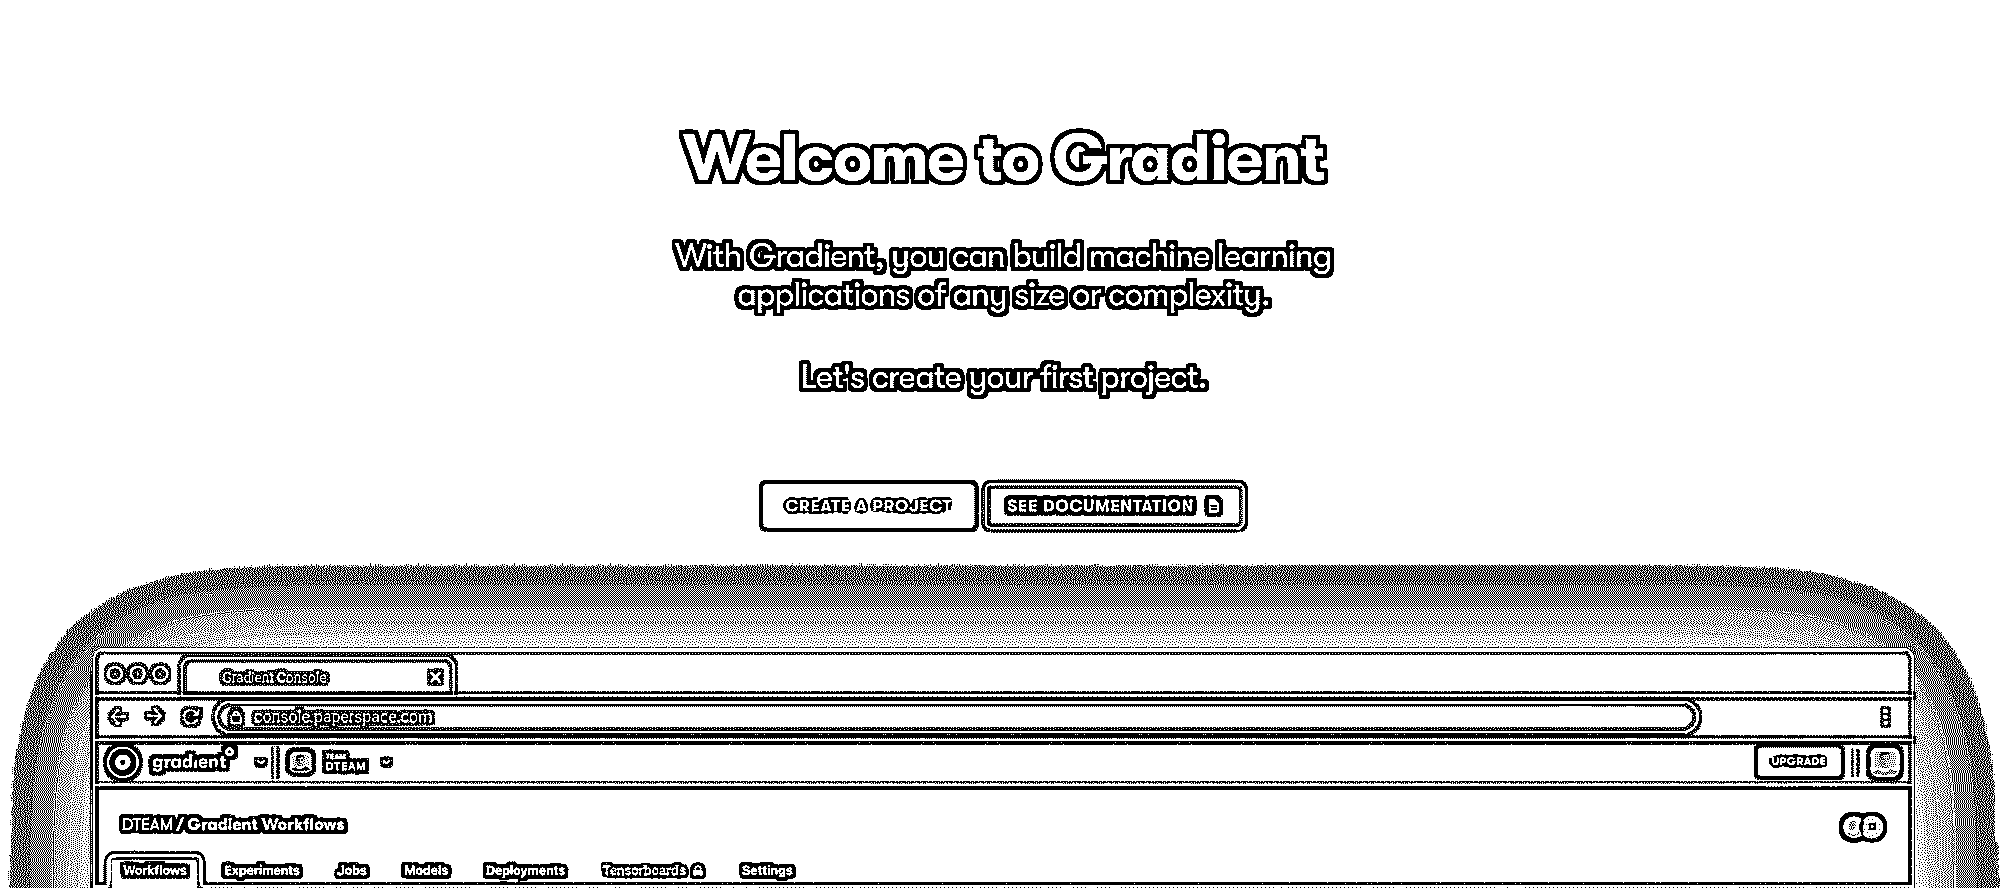 Welcome to Gradient
With Gradient, you can build machine learning
applications of any size or complexity.
Let's create your first project.
CREATE A PROJECT SEE DOCUMENTATION
Gradient Console
console.paperspace.com
gradient TEAM DTEAM UPGRADE
DTEAM / Gradient Workflows
Workflows Experiments Jobs Models Deployments Tensorboards Settings